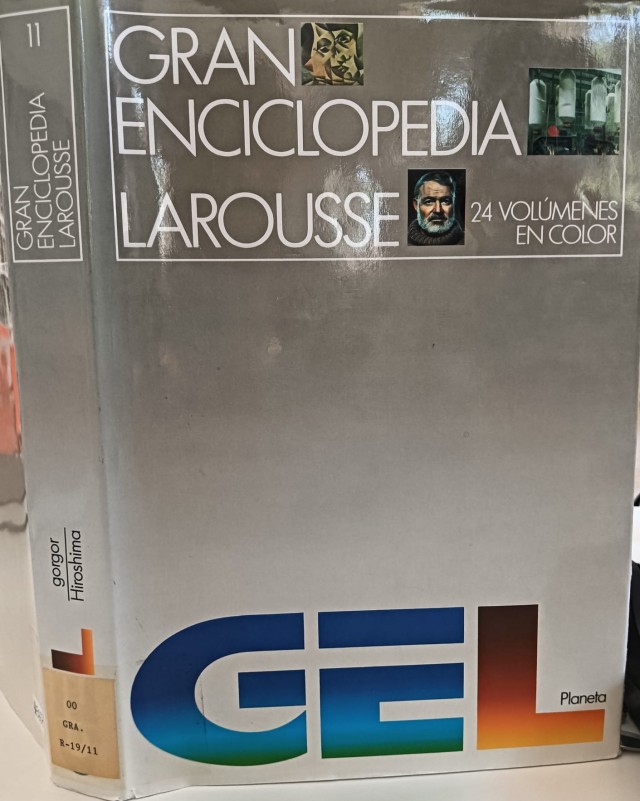 11
GRAN
ENCICLOPEDIA
LAROUSSE
gorgor
Hiroshima
L
00
GRA.
R-19/11
GRAN
ENCICLOPEDIA
LAROUSSE
24 VOLÚMENES
EN COLOR
GEL
Planeta